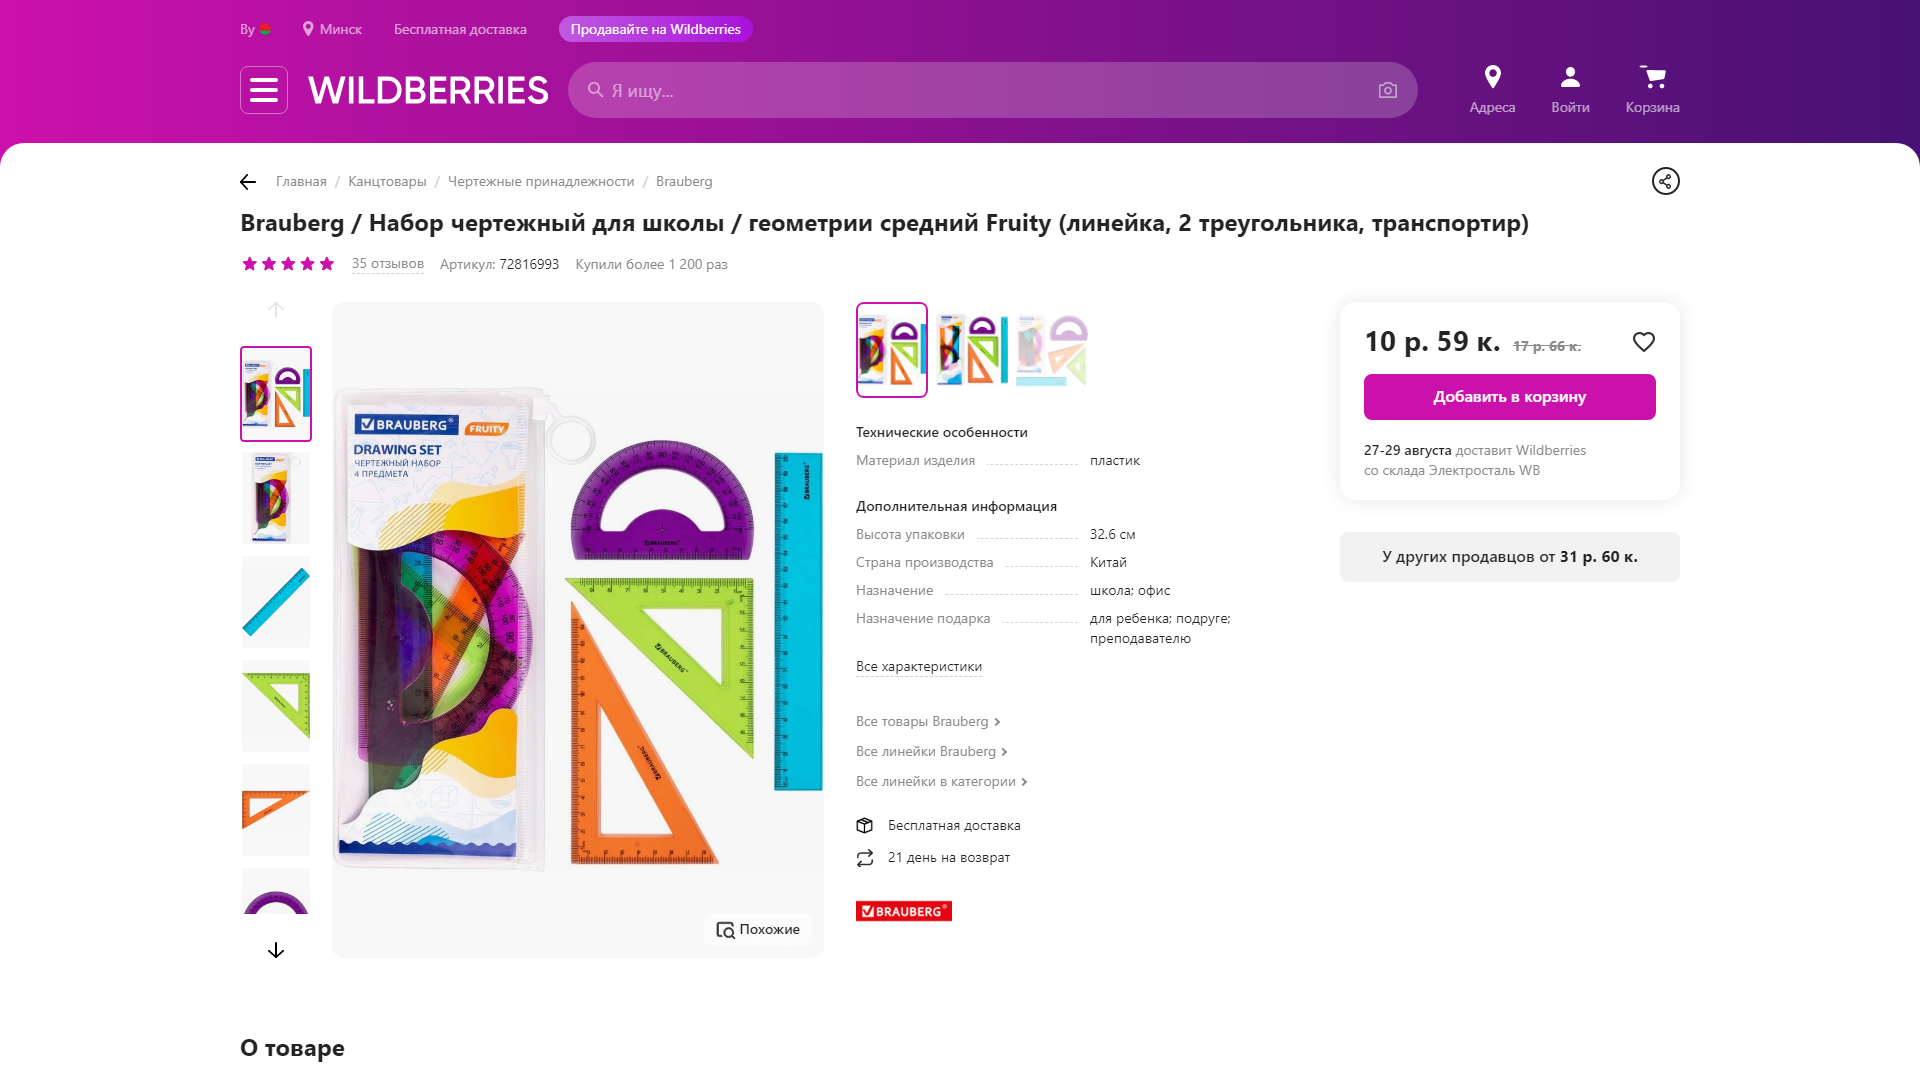 By
Минск
Бесплатная доставка
Продавайте на Wildberries
WILDBERRIES
Я ищу...
Адреса
Войти
Корзина
Главная / Канцтовары / Чертежные принадлежности / Brauberg
Brauberg / Набор чертежный для школы / геометрии средний Fruity (линейка, 2 треугольника, транспортир)
35 отзывов
Артикул: 72816993
Купили более 1 200 раз
BRAUBERG®
FRUITY
DRAWING SET
ЧЕРТЕЖНЫЙ НАБОР
4 ПРЕДМЕТА
BRAUBERG
BRAUBERG
BRAUBERG
BRAUBERG
Похожие
Технические особенности
Материал изделия пластик
Дополнительная информация
Высота упаковки 32.6 см
Страна производства Китай
Назначение школа; офис
Назначение подарка для ребенка; подруге;
преподавателю
Все характеристики
Все товары Brauberg
Все линейки Brauberg
Все линейки в категории
Бесплатная доставка
21 день на возврат
BRAUBERG®
10 р. 59 к. 17 р. 66 к.
Добавить в корзину
27-29 августа доставит Wildberries
со склада Электросталь WB
У других продавцов от 31 р. 60 к.
О товаре